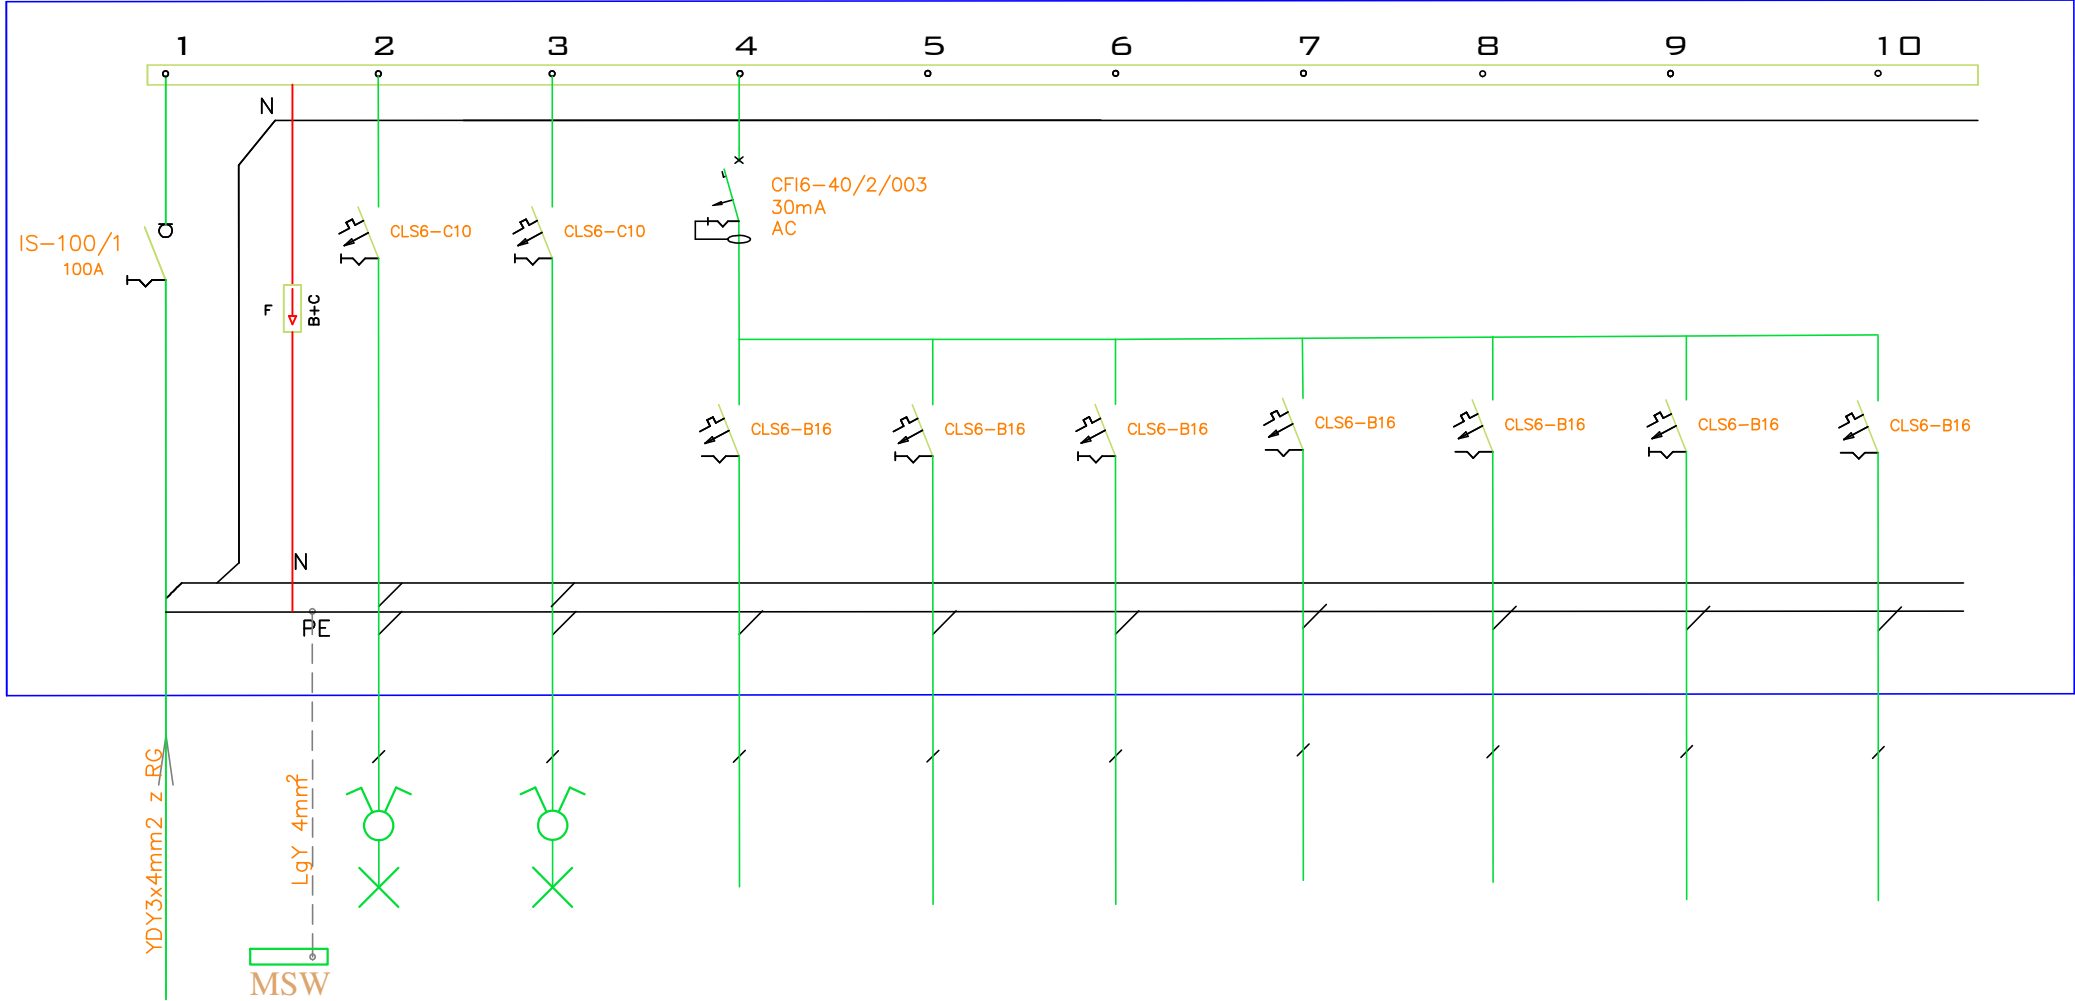 1 2 3 4 5 6 7 8 9 10
N
CFI6-40/2/003
30mA
AC
IS-100/1
100A
CLS6-C10 CLS6-C10
F B+C
CLS6-B16 CLS6-B16 CLS6-B16 CLS6-B16 CLS6-B16 CLS6-B16 CLS6-B16
N
PE
YDY3x4mm2 z RG
LgY 4mm²
MSW